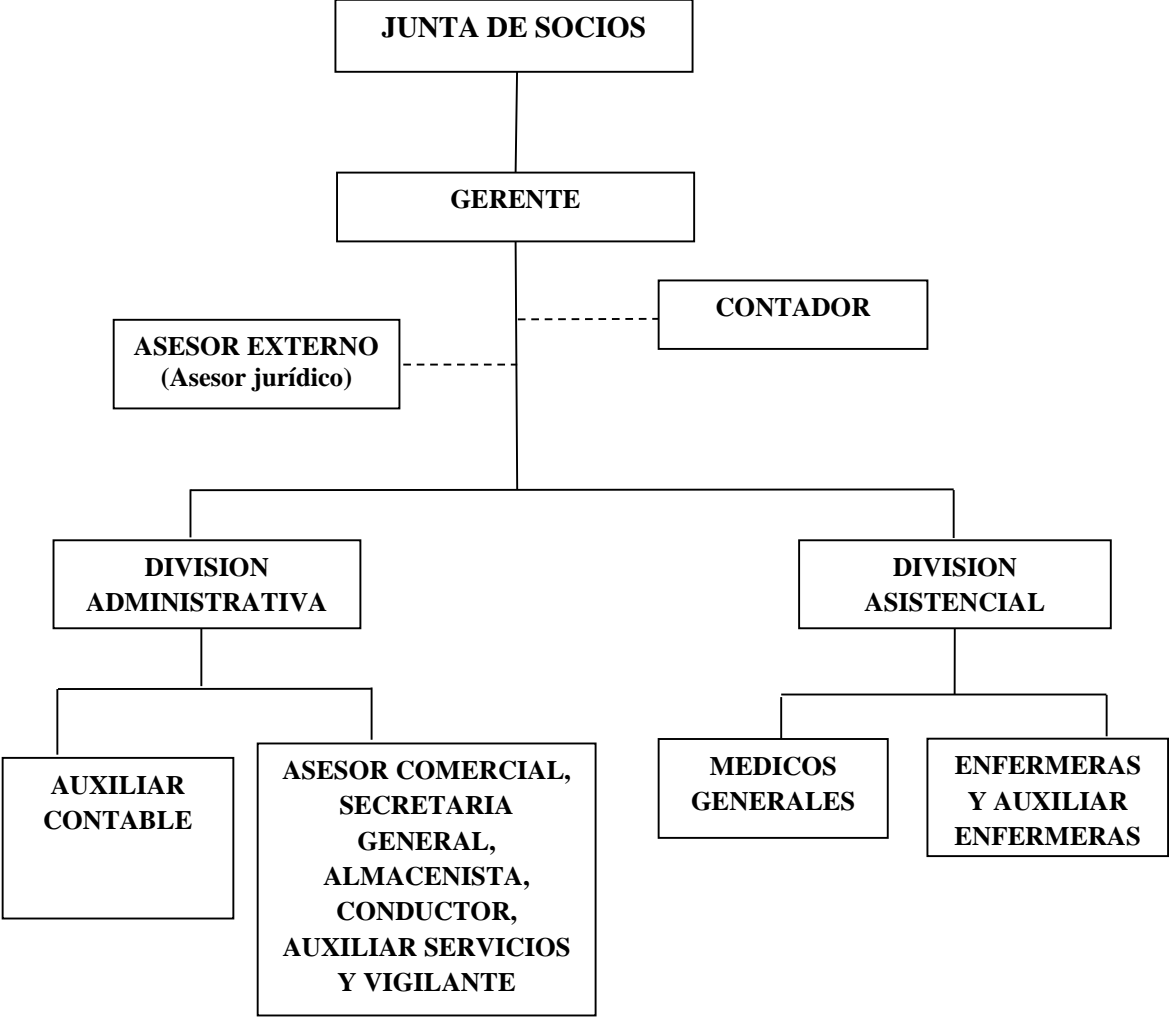 JUNTA DE SOCIOS
GERENTE
CONTADOR
ASESOR EXTERNO
(Asesor jurídico)
DIVISION
ADMINISTRATIVA
DIVISION
ASISTENCIAL
AUXILIAR
CONTABLE
ASESOR COMERCIAL,
SECRETARIA
GENERAL,
ALMACENISTA,
CONDUCTOR,
AUXILIAR SERVICIOS
Y VIGILANTE
MEDICOS
GENERALES
ENFERMERAS
Y AUXILIAR
ENFERMERAS